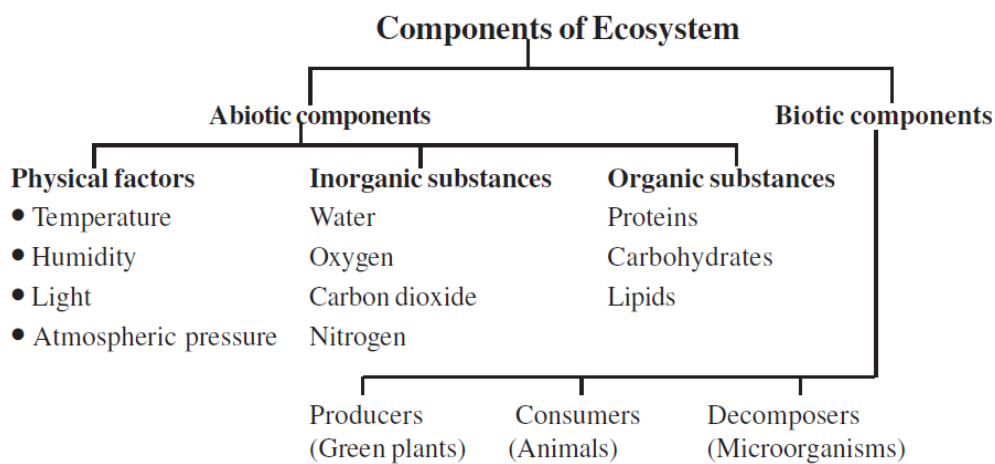 Components of Ecosystem
Abiotic components
Biotic components
Physical factors
• Temperature
• Humidity
• Light
• Atmospheric pressure
Inorganic substances
Water
Oxygen
Carbon dioxide
Nitrogen
Organic substances
Proteins
Carbohydrates
Lipids
Producers
(Green plants)
Consumers
(Animals)
Decomposers
(Microorganisms)